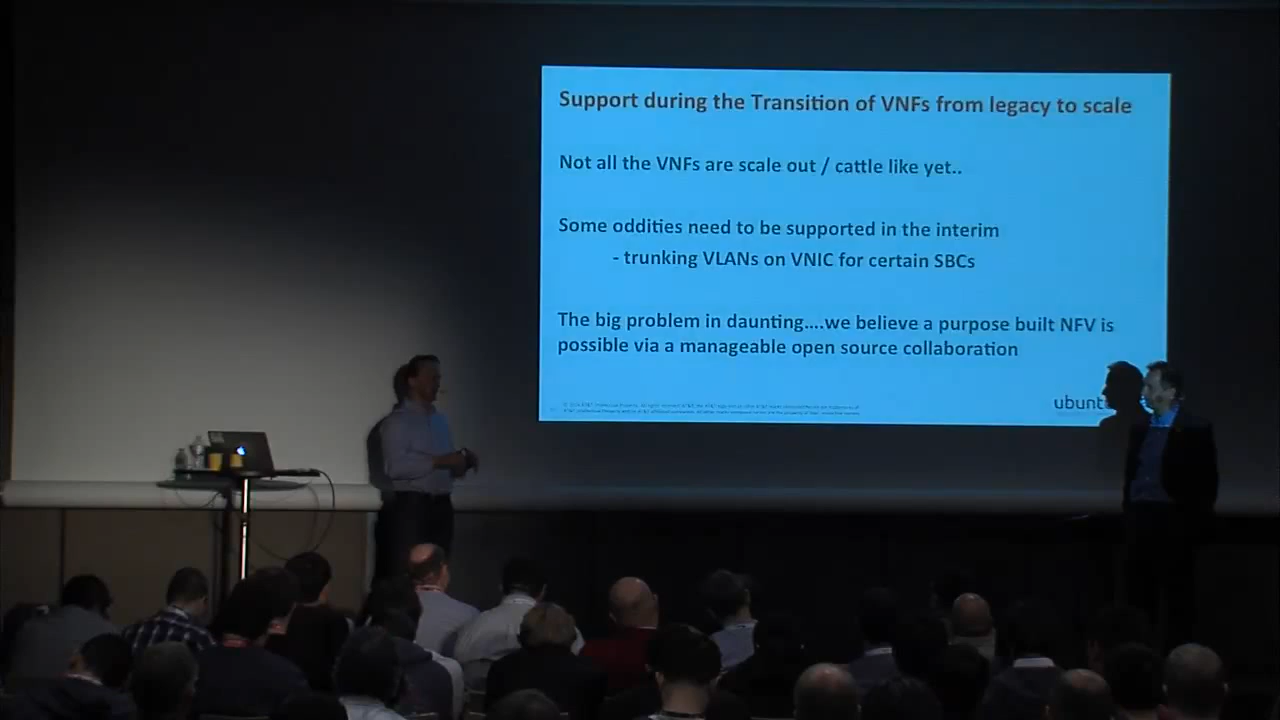 Support during the Transition of VNFs from legacy to scale
Not all the VNFs are scale out / cattle like yet..
Some oddities need to be supported in the interim
- trunking VLANs on VNIC for certain SBCs
The big problem in daunting....we believe a purpose built NFV is
possible via a manageable open source collaboration